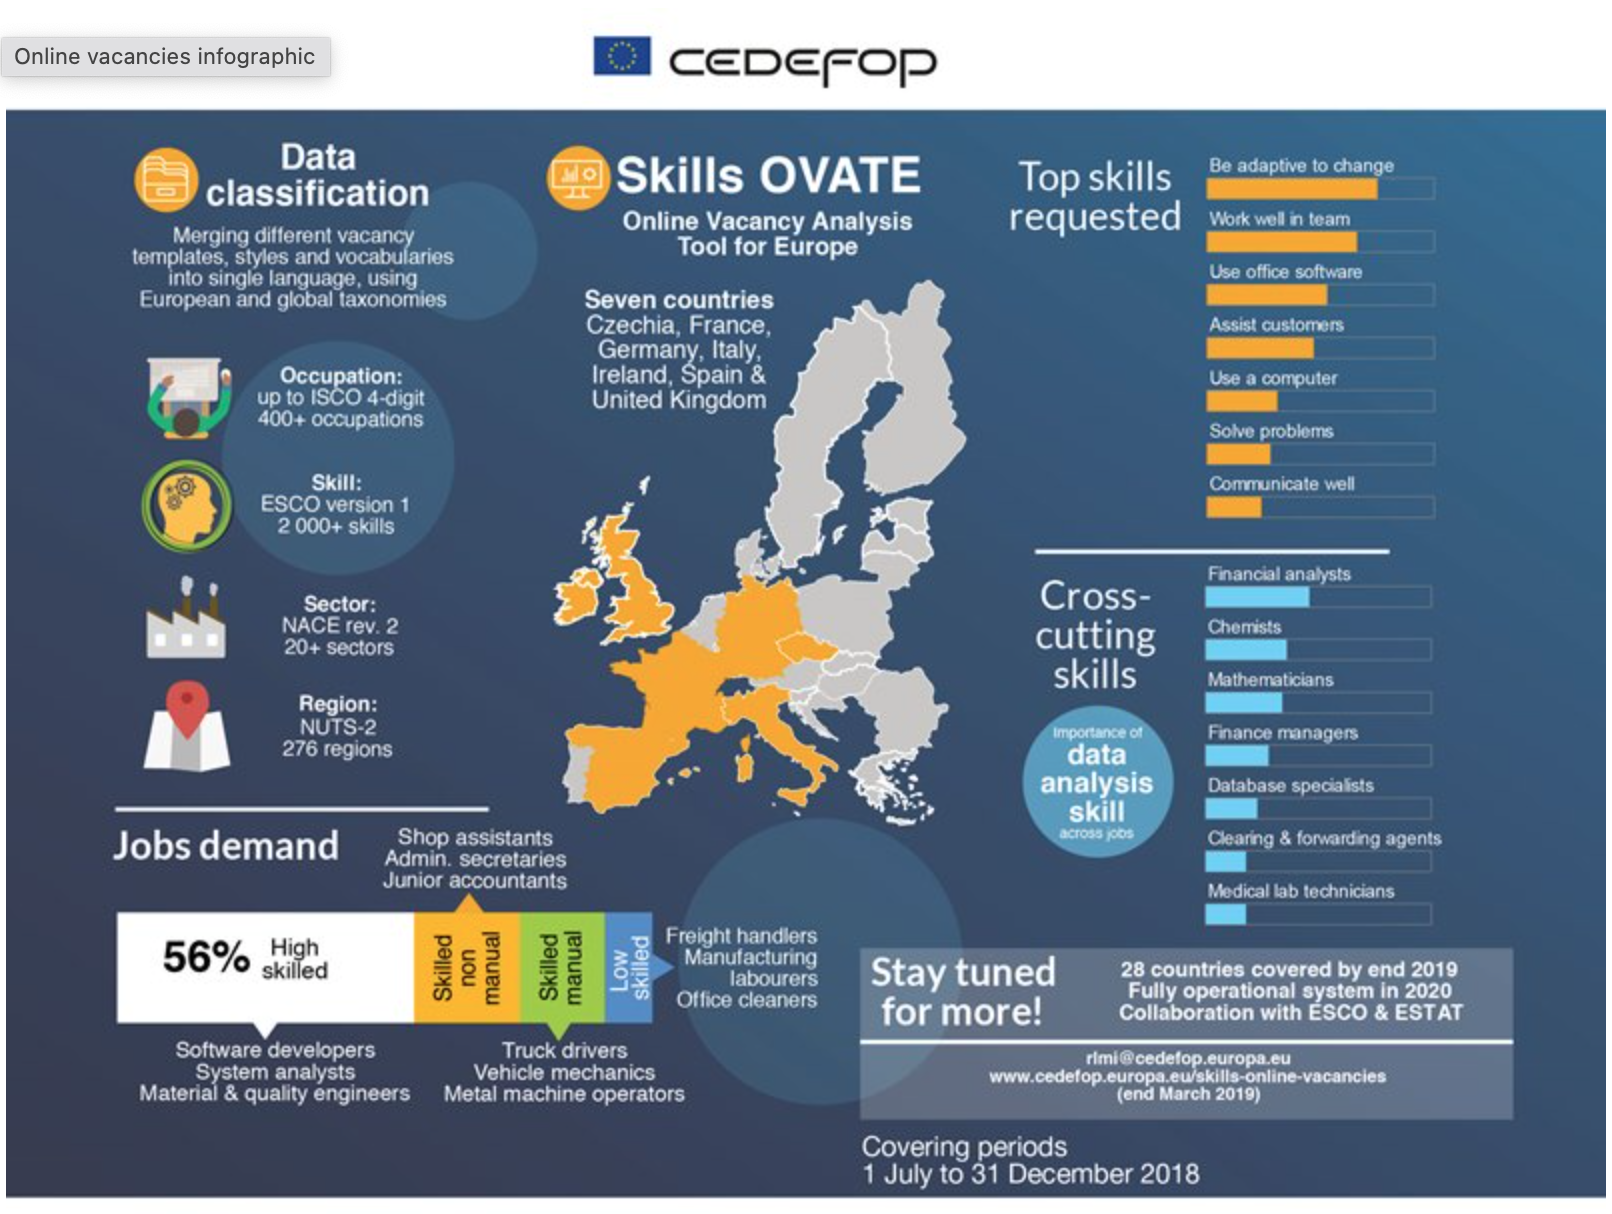 Online vacancies infographic
CEDEFOP
Data
classification
Merging different vacancy
templates, styles and vocabularies
into single language, using
European and global taxonomies
Occupation:
up to ISCO 4-digit
400+ occupations
Skill:
ESCO version 1
2 000+ skills
Sector:
NACE rev. 2
20+ sectors
Region:
NUTS-2
276 regions
Skills OVATE
Online Vacancy Analysis
Tool for Europe
Seven countries
Czechia, France,
Germany, Italy,
Ireland, Spain &
United Kingdom
Top skills
requested
Be adaptive to change
Work well in team
Use office software
Assist customers
Use a computer
Solve problems
Communicate well
Cross-
cutting
skills
Importance of
data
analysis
skill
across jobs
Financial analysts
Chemists
Mathematicians
Finance managers
Database specialists
Clearing & forwarding agents
Medical lab technicians
Jobs demand
Shop assistants
Admin. secretaries
Junior accountants
56% High
skilled
Skilled
non
manual
Skilled
manual
Low
skilled
Freight handlers
Manufacturing
labourers
Office cleaners
Software developers
System analysts
Material & quality engineers
Truck drivers
Vehicle mechanics
Metal machine operators
Stay tuned
for more!
28 countries covered by end 2019
Fully operational system in 2020
Collaboration with ESCO & ESTAT
rlmi@cedefop.europa.eu
www.cedefop.europa.eu/skills-online-vacancies
(end March 2019)
Covering periods
1 July to 31 December 2018